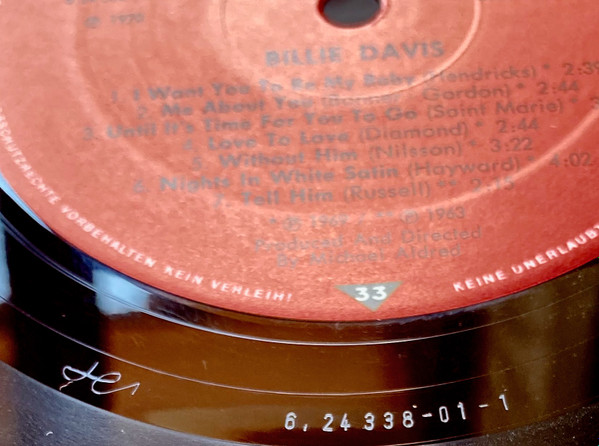 ℗ 1970
BILLIE DAVIS
1. I Want You To Be My Baby (Hendricks) * 2:39
2. Me About You Gordon) * 2:44
3. Until It's Time For You To Go (Saint Marie) *
4. Love To Love (Diamond) * 2:44
5. Without Him (Nilsson) * 3:22
6. Nights In White Satin (Hayward) * 4:02
7. Tell Him (Russell) ** 2:15
* ℗ ** ℗ 1963
Produced And Directed
By Michael Aldred
SCHUTZRECHTE VORBEHALTEN KEIN VERLEIH!
33
KEINE UNERLAUBT
6.24338-01-1